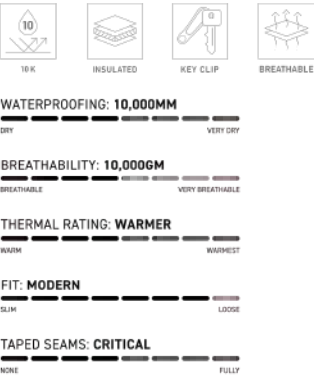 10
10 K INSULATED KEY CLIP BREATHABLE
WATERPROOFING: 10,000MM
DRY VERY DRY
BREATHABILITY: 10,000GM
BREATHABLE VERY BREATHABLE
THERMAL RATING: WARMER
WARM WARMEST
FIT: MODERN
SLIM LOOSE
TAPED SEAMS: CRITICAL
NONE FULLY